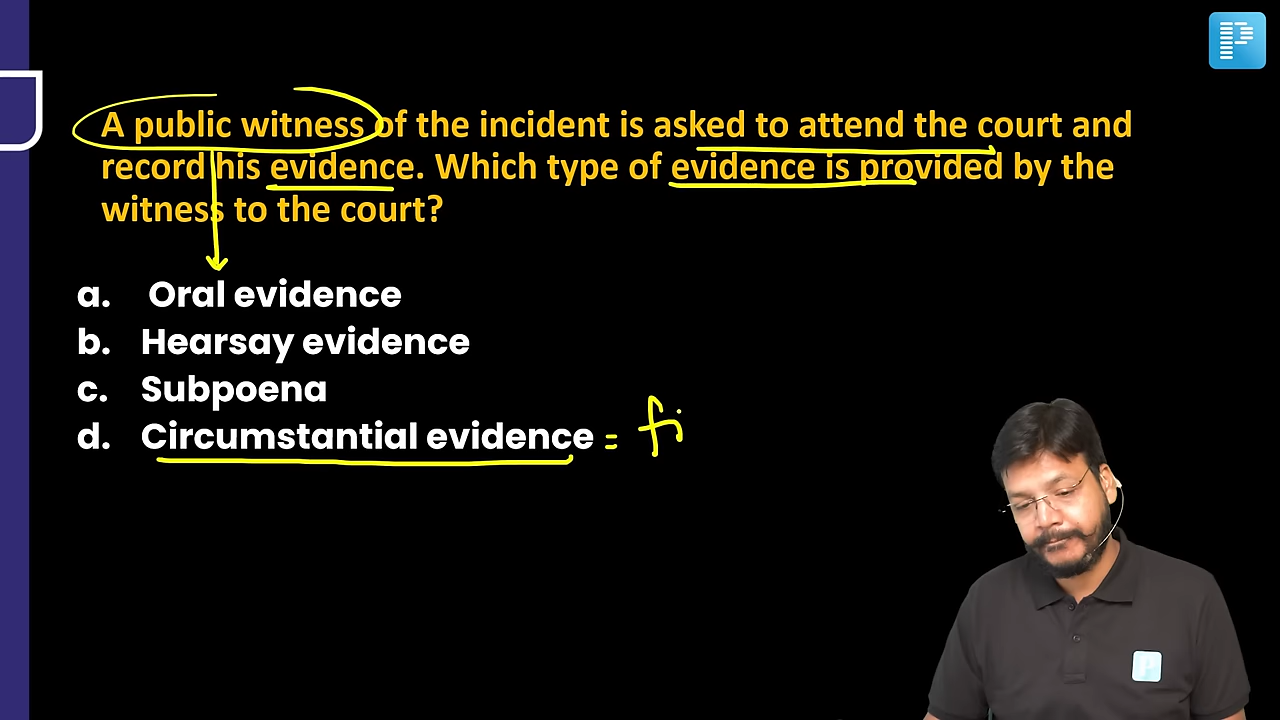 A public witness of the incident is asked to attend the court and
record his evidence. Which type of evidence is provided by the
witness to the court?
a. Oral evidence
b. Hearsay evidence
c. Subpoena
d. Circumstantial evidence = fi